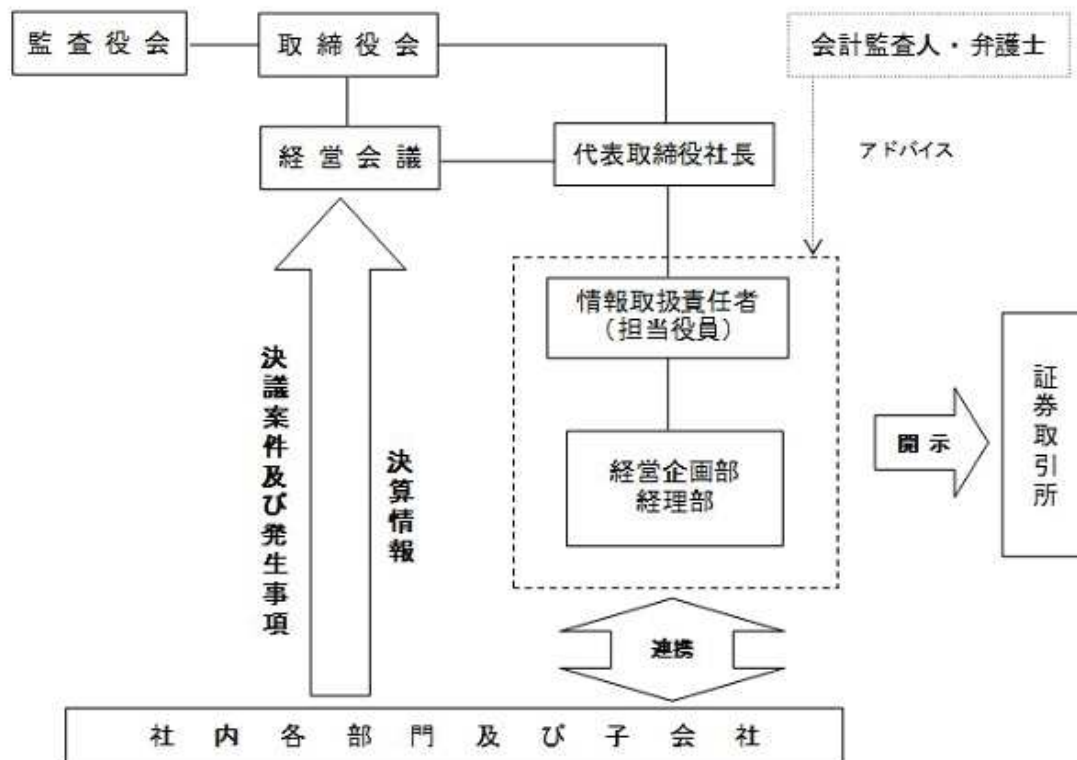 監査役会
取締役会
会計監査人・弁護士
経営会議
代表取締役社長
アドバイス
情報取扱責任者
（担当役員）
決議案件及び発生事項
決算情報
経営企画部
経理部
開示
証券取引所
連携
社内各部門及び子会社